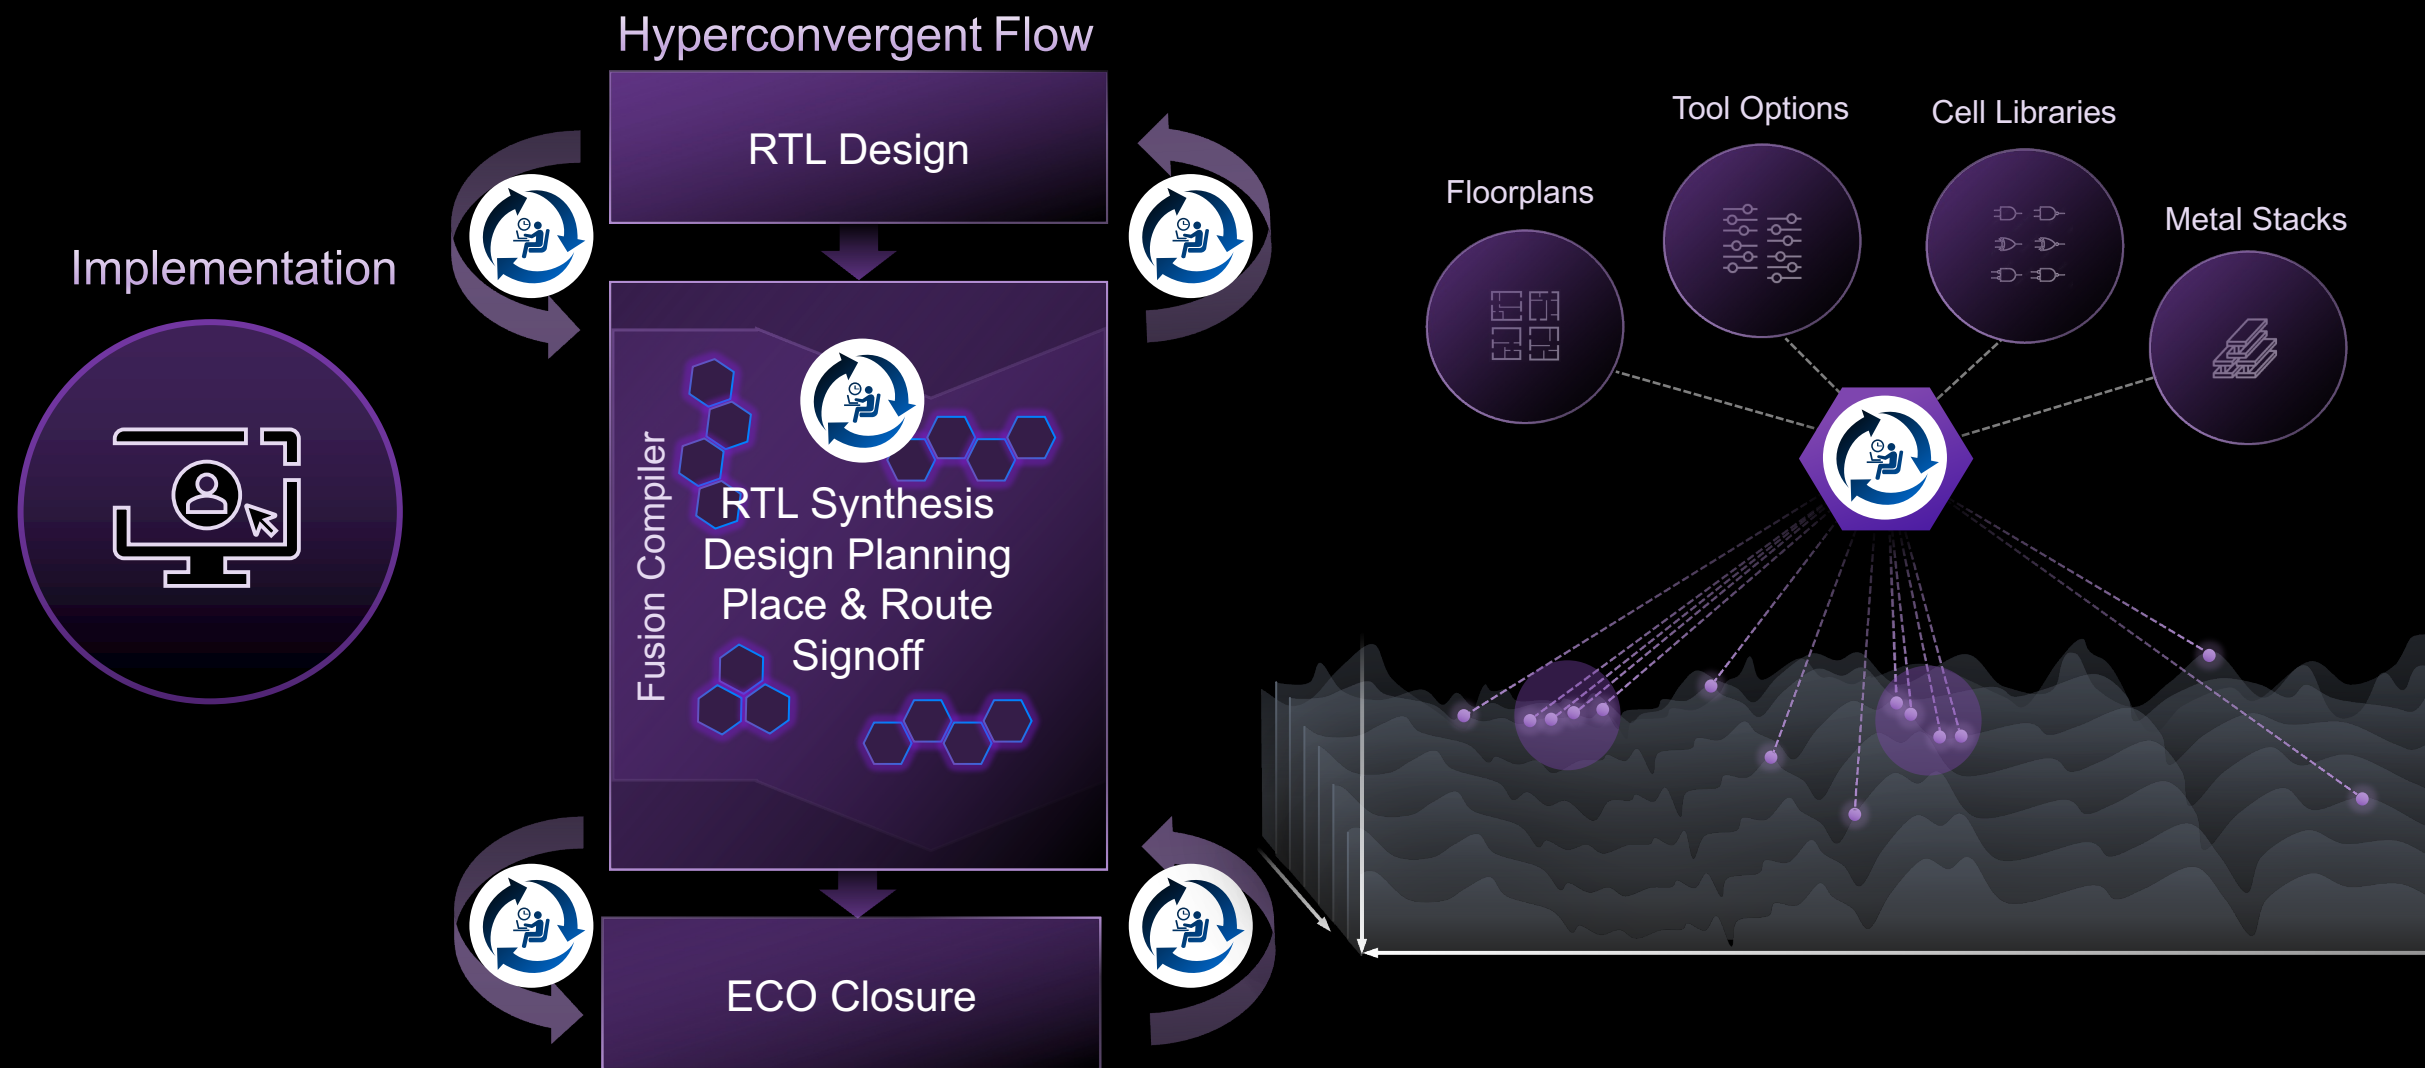 Hyperconvergent Flow
RTL Design
Implementation
Fusion Compiler
RTL Synthesis
Design Planning
Place & Route
Signoff
ECO Closure
Floorplans
Tool Options
Cell Libraries
Metal Stacks